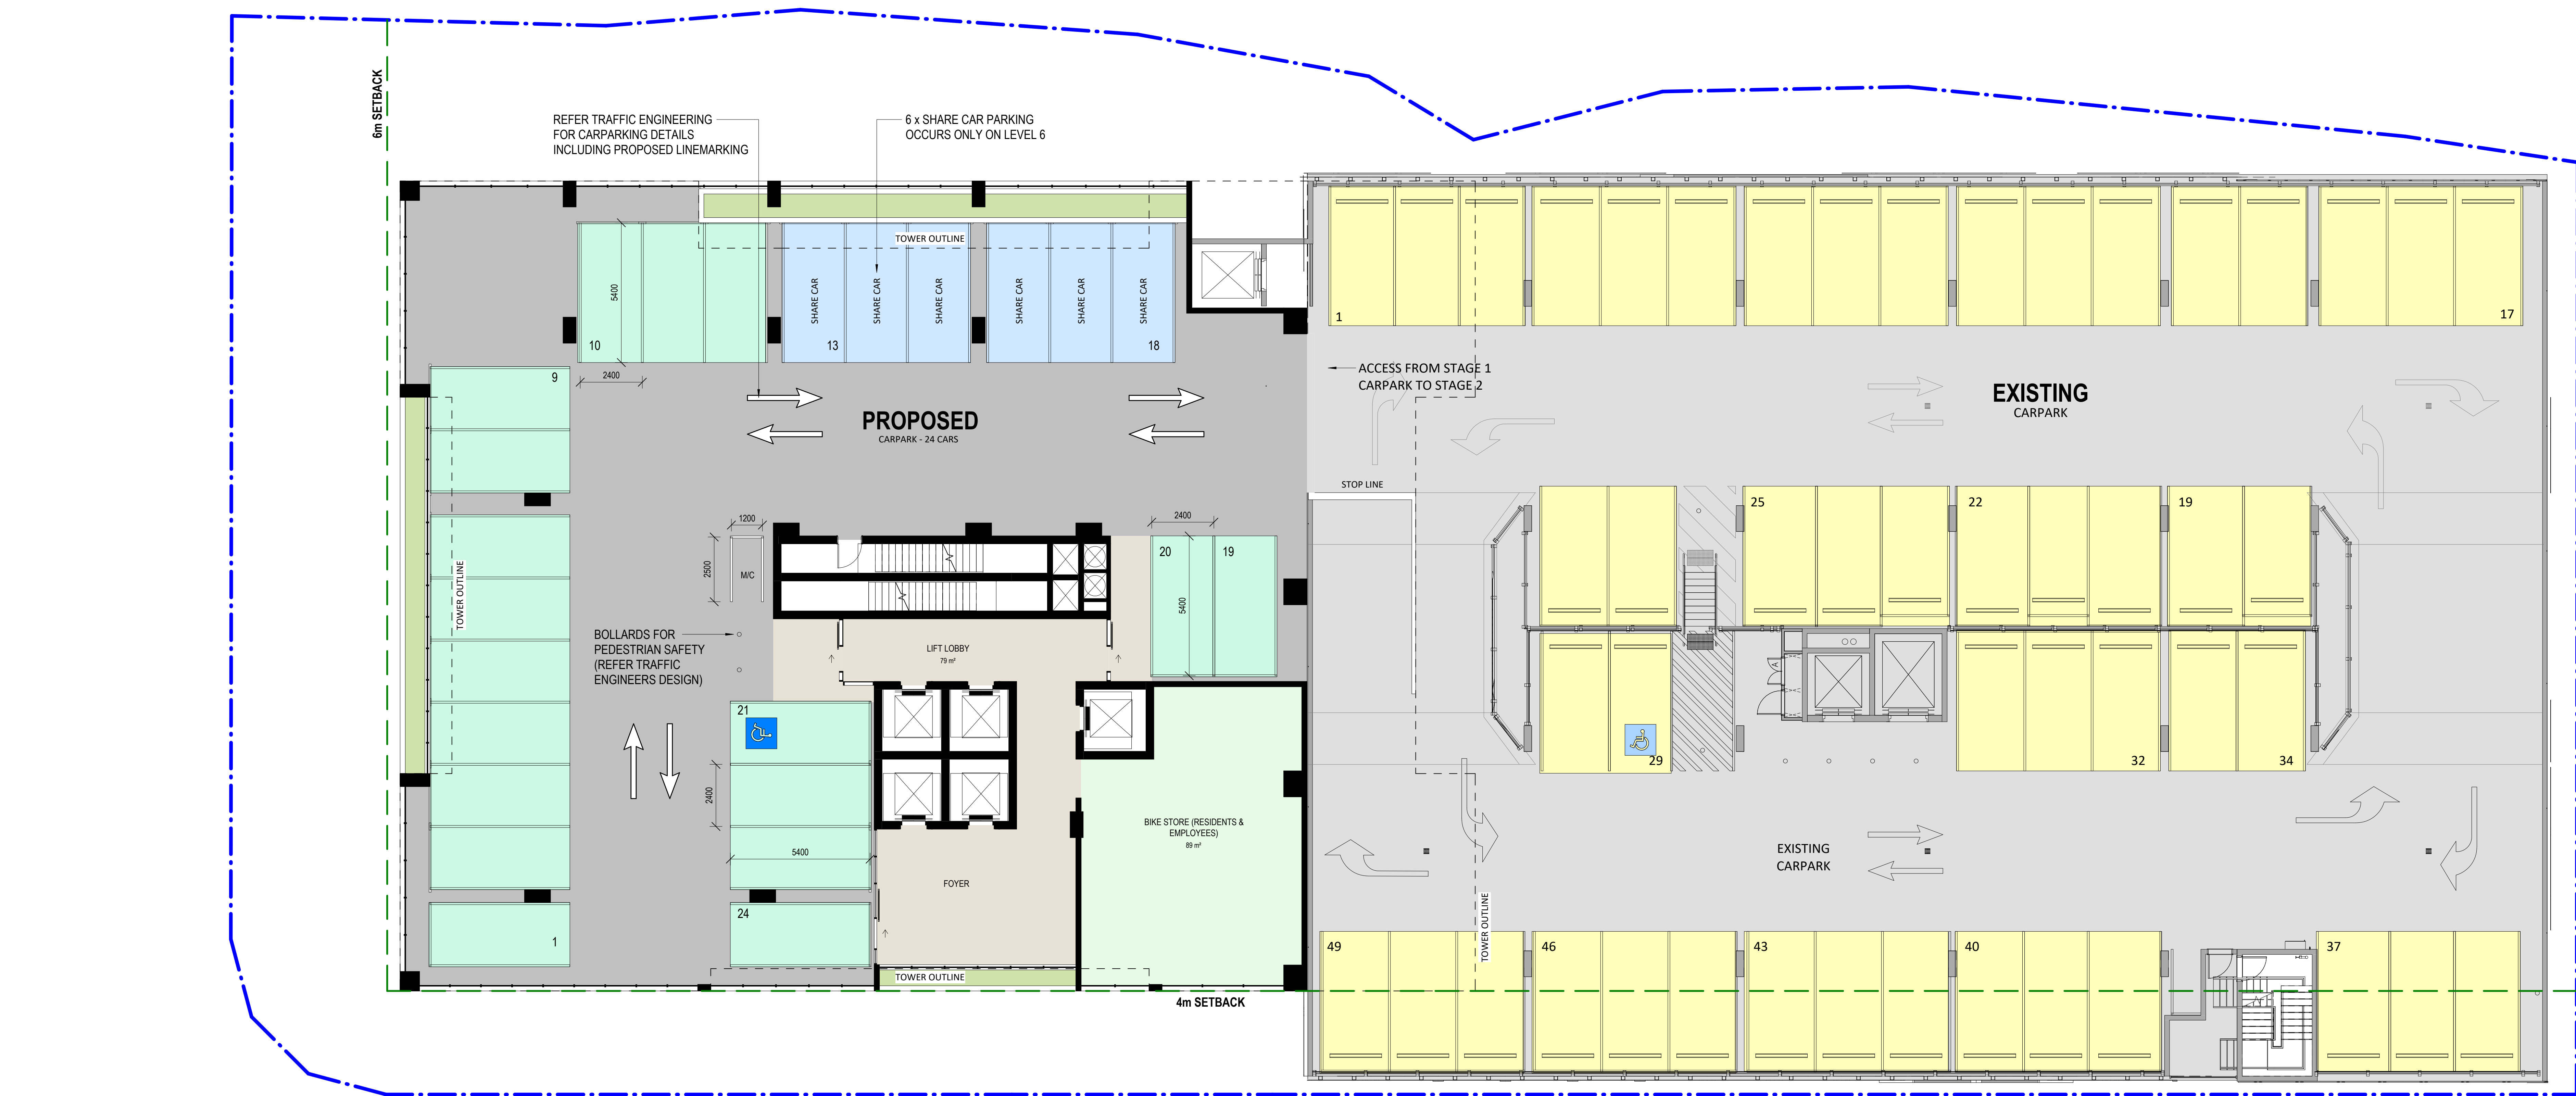 6m SETBACK
REFER TRAFFIC ENGINEERING
FOR CARPARKING DETAILS
INCLUDING PROPOSED LINEMARKING
6 x SHARE CAR PARKING
OCCURS ONLY ON LEVEL 6
TOWER OUTLINE
5400
SHARE CAR
SHARE CAR
SHARE CAR
SHARE CAR
SHARE CAR
SHARE CAR
10
13
18
2400
9
1
17
ACCESS FROM STAGE 1
CARPARK TO STAGE 2
PROPOSED
CARPARK - 24 CARS
EXISTING
CARPARK
STOP LINE
1200
2500
M/C
2400
20
19
5400
25
22
19
TOWER OUTLINE
BOLLARDS FOR
PEDESTRIAN SAFETY
(REFER TRAFFIC
ENGINEERS DESIGN)
LIFT LOBBY
79 m²
21
A
29
32
34
2400
5400
BIKE STORE (RESIDENTS &
EMPLOYEES)
89 m²
FOYER
EXISTING
CARPARK
TOWER OUTLINE
24
1
49
46
43
40
37
TOWER OUTLINE
4m SETBACK